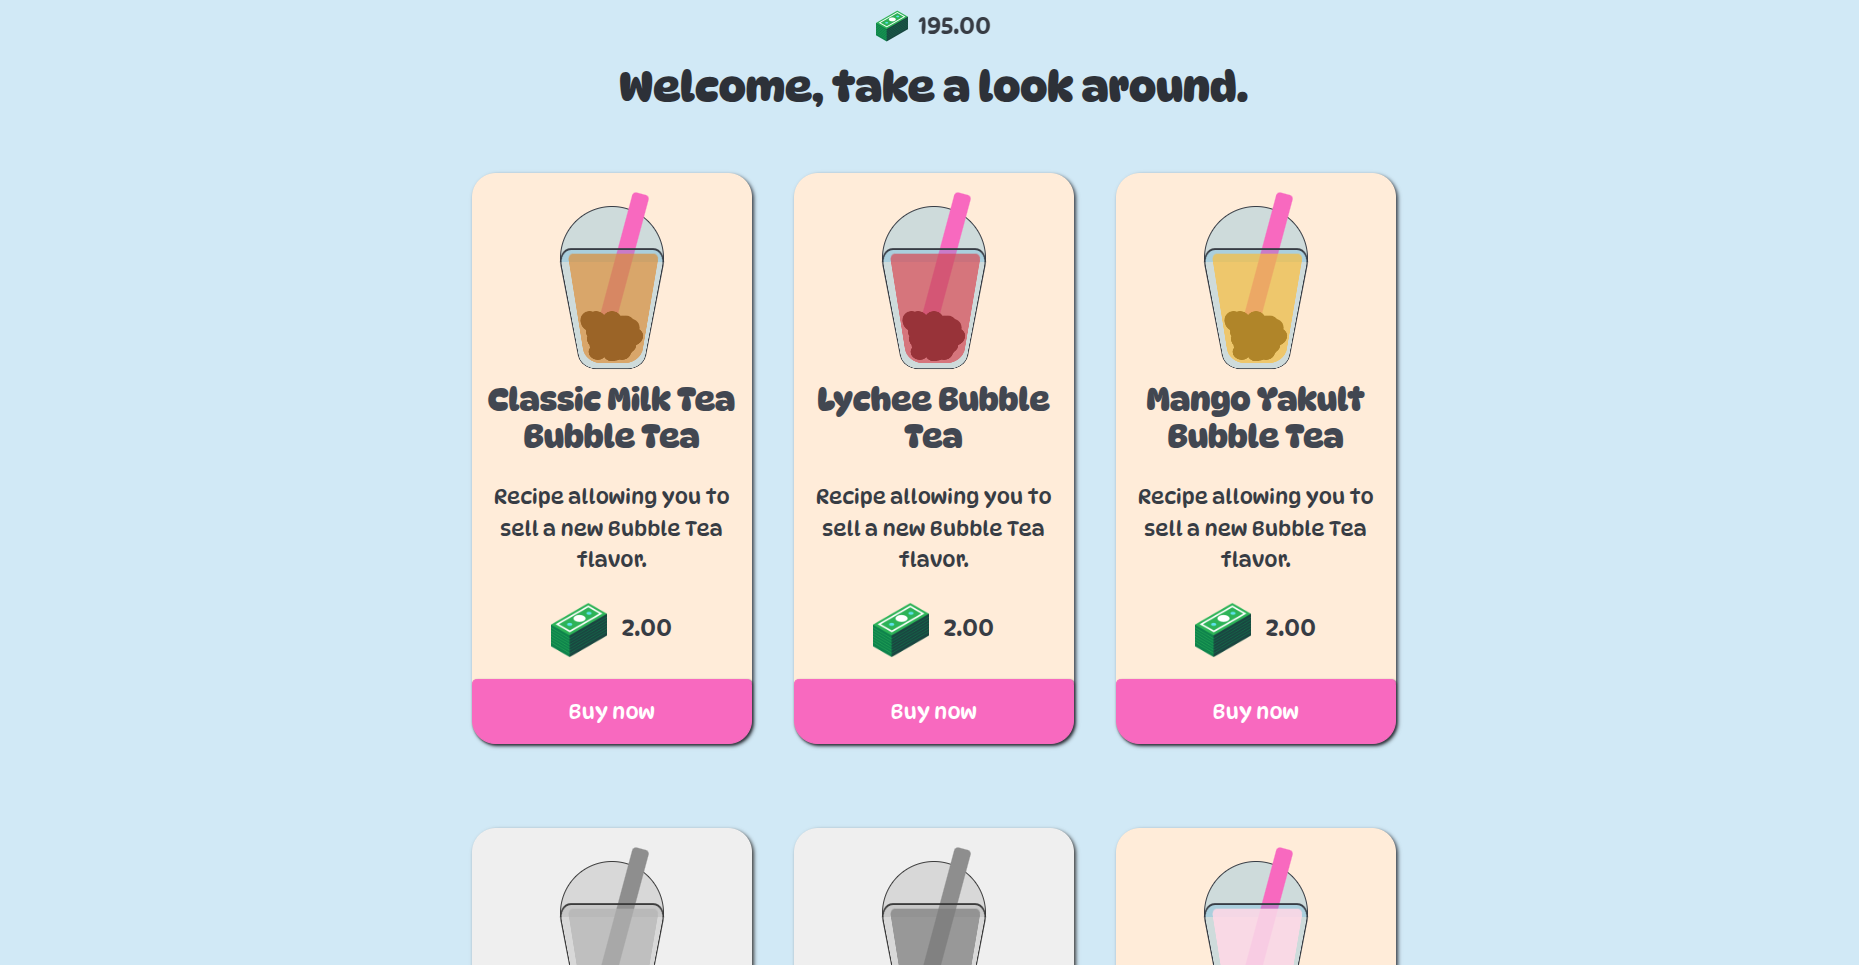 195.00
Welcome, take a look around.
Classic Milk Tea
Bubble Tea
Recipe allowing you to
sell a new Bubble Tea
flavor.
2.00
Buy now
Lychee Bubble
Tea
Recipe allowing you to
sell a new Bubble Tea
flavor.
2.00
Buy now
Mango Yakult
Bubble Tea
Recipe allowing you to
sell a new Bubble Tea
flavor.
2.00
Buy now